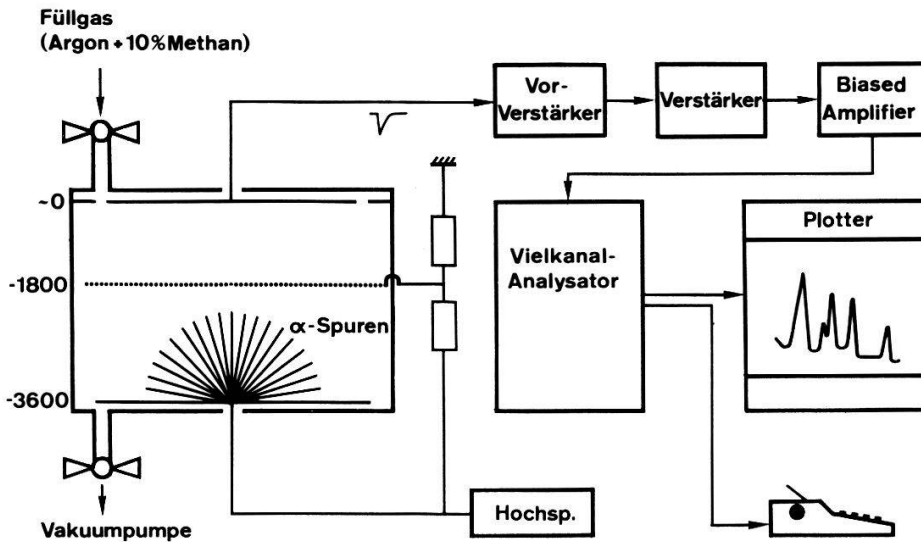 Füllgas
(Argon + 10% Methan)
Vor-
Verstärker
Verstärker
Biased
Amplifier
~0
-1800
-3600
α-Spuren
Vielkanal-
Analysator
Plotter
Hochsp.
Vakuumpumpe